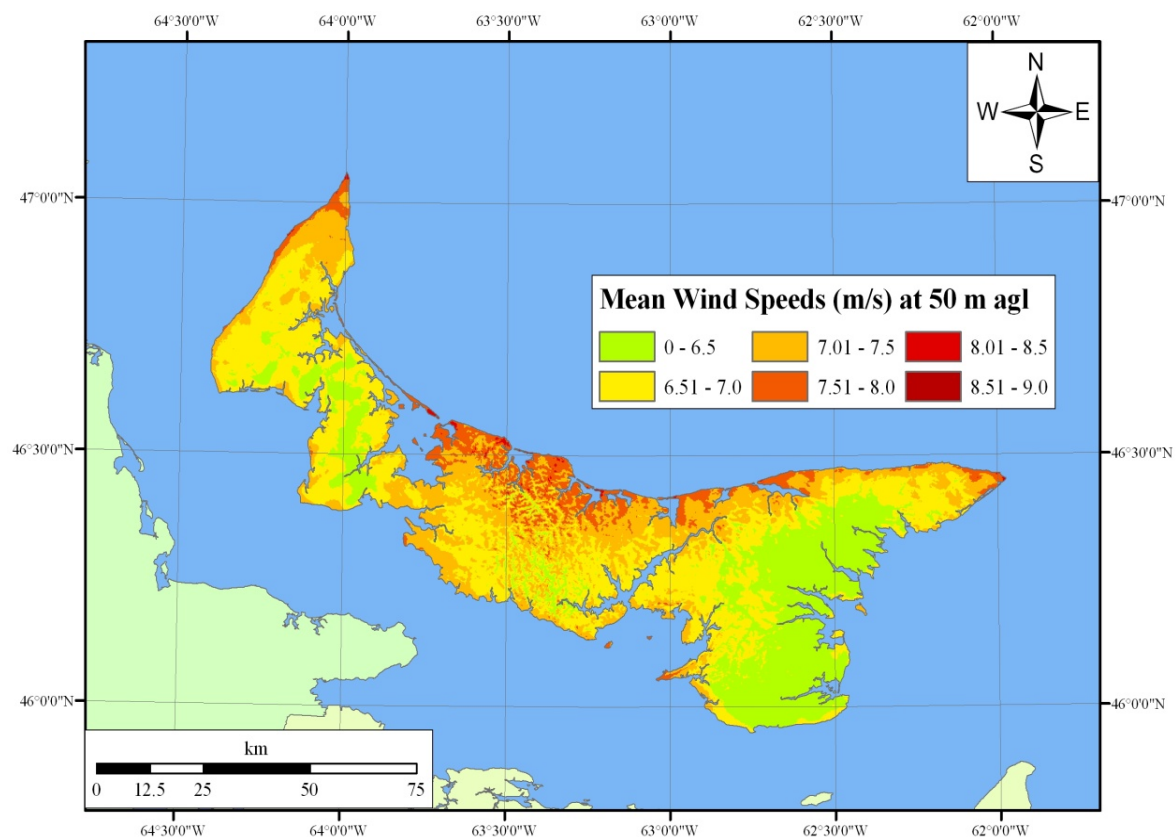 64°30'0"W 64°0'0"W 63°30'0"W 63°0'0"W 62°30'0"W 62°0'0"W
N
W E
S
47°0'0"N 47°0'0"N
Mean Wind Speeds (m/s) at 50 m agl
0 - 6.5 7.01 - 7.5 8.01 - 8.5
6.51 - 7.0 7.51 - 8.0 8.51 - 9.0
46°30'0"N 46°30'0"N
46°0'0"N 46°0'0"N
km
0 12.5 25 50 75
64°30'0"W 64°0'0"W 63°30'0"W 63°0'0"W 62°30'0"W 62°0'0"W